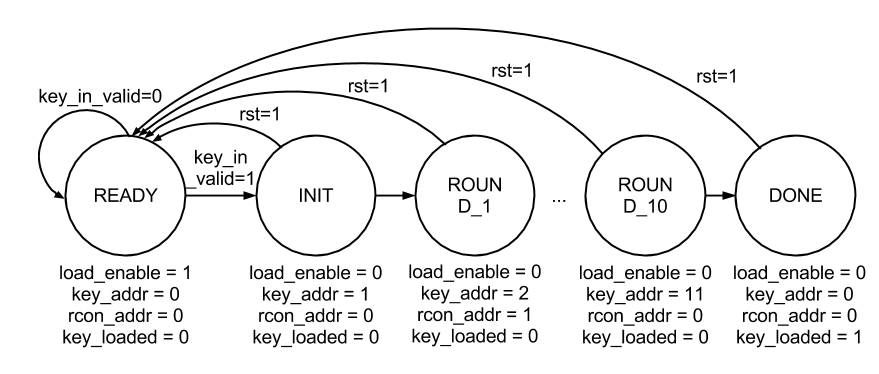 rst=1
rst=1
rst=1
rst=1
key_in_valid=0
key_in
_valid=1
READY
INIT
ROUN
D_1
...
ROUN
D_10
DONE
load_enable = 1
key_addr = 0
rcon_addr = 0
key_loaded = 0
load_enable = 0
key_addr = 1
rcon_addr = 0
key_loaded = 0
load_enable = 0
key_addr = 2
rcon_addr = 1
key_loaded = 0
load_enable = 0
key_addr = 11
rcon_addr = 0
key_loaded = 0
load_enable = 0
key_addr = 0
rcon_addr = 0
key_loaded = 1